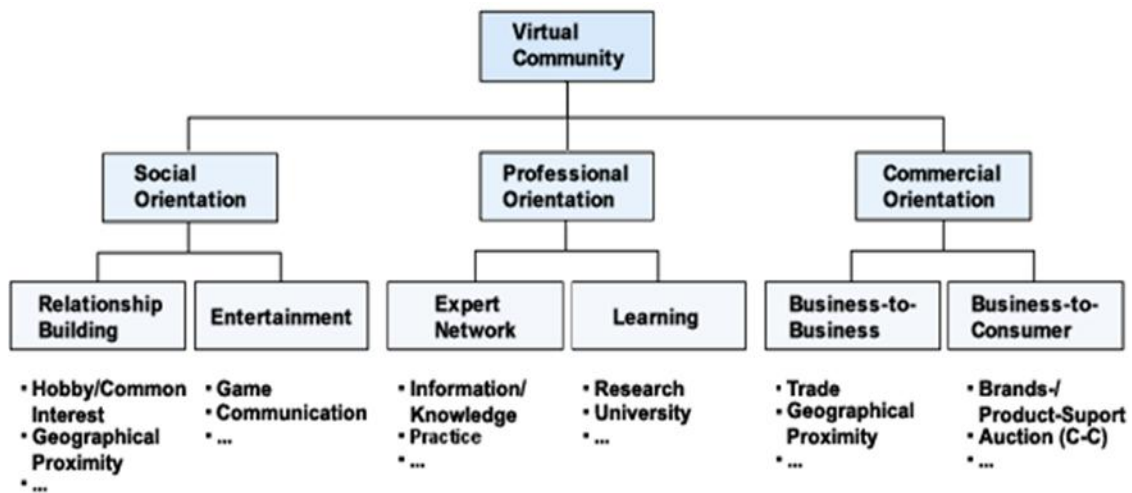 Virtual
Community
Social
Orientation
Professional
Orientation
Commercial
Orientation
Relationship
Building
Entertainment
Expert
Network
Learning
Business-to-
Business
Business-to-
Consumer
▪ Hobby/Common
Interest
▪ Geographical
Proximity
▪ ...
▪ Game
▪ Communication
▪ ...
▪ Information/
Knowledge
▪ Practice
▪ ...
▪ Research
▪ University
▪ ...
▪ Trade
▪ Geographical
Proximity
▪ ...
▪ Brands-/
Product-Suport
▪ Auction (C-C)
▪ ...